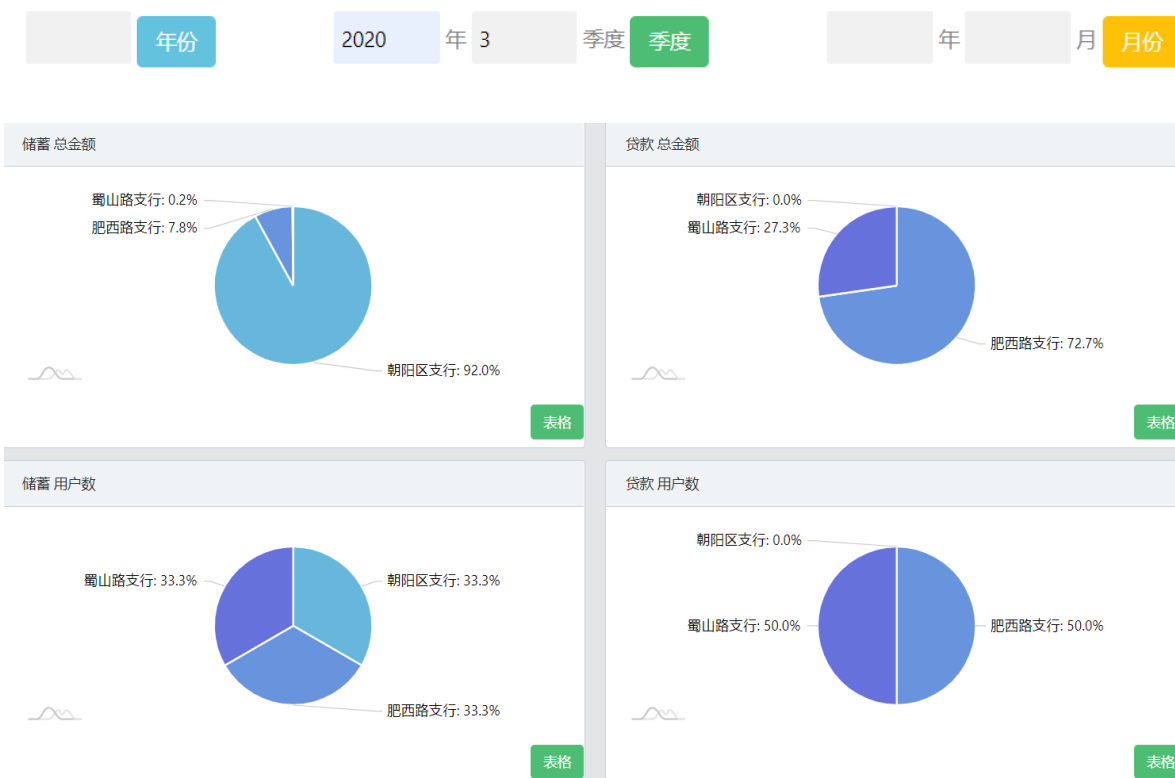 年份 2020 年 3 季度 季度 年 月 月份
储蓄 总金额
蜀山路支行: 0.2%
肥西路支行: 7.8%
朝阳区支行: 92.0%
表格
贷款 总金额
朝阳区支行: 0.0%
蜀山路支行: 27.3%
肥西路支行: 72.7%
表格
储蓄 用户数
蜀山路支行: 33.3%
朝阳区支行: 33.3%
肥西路支行: 33.3%
表格
贷款 用户数
朝阳区支行: 0.0%
蜀山路支行: 50.0%
肥西路支行: 50.0%
表格